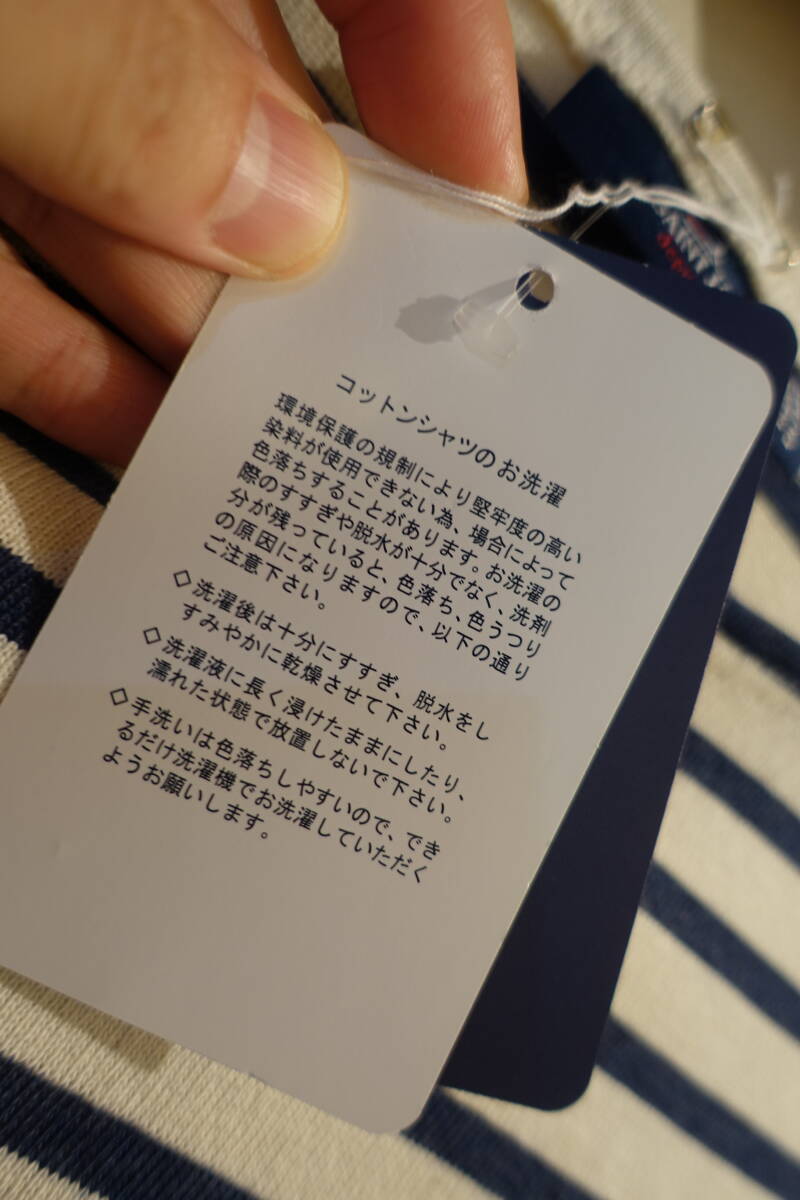 コットンシャツのお洗濯
環境保護の規制により堅牢度の高い
染料が使用できない為、場合によって
色落ちすることがあります。お洗濯の
際のすすぎや脱水が十分でなく、洗剤
分が残っていると、色落ち、色うつり
の原因になりますので、以下の通り
ご注意下さい。
◇洗濯後は十分にすすぎ、脱水をし
すみやかに乾燥させて下さい。
◇洗濯液に長く浸けたままにしたり、
濡れた状態で放置しないで下さい。
◇手洗いは色落ちしやすいので、でき
るだけ洗濯機でお洗濯していただく
ようお願いします。